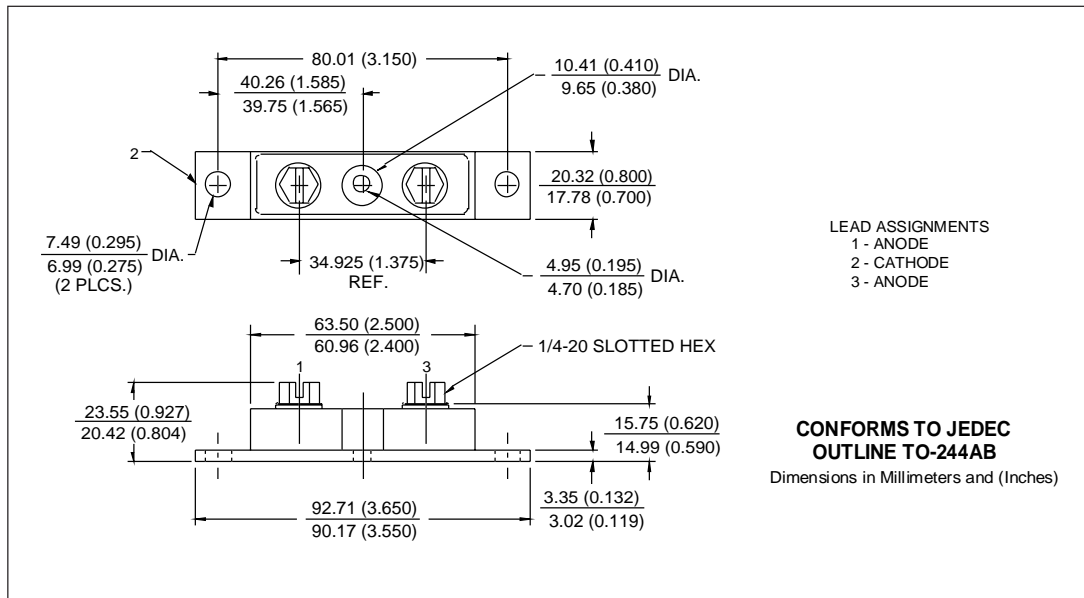 80.01 (3.150)
40.26 (1.585)
39.75 (1.565)
10.41 (0.410)
9.65 (0.380)
DIA.
2
20.32 (0.800)
17.78 (0.700)
7.49 (0.295)
6.99 (0.275)
DIA.
(2 PLCS.)
34.925 (1.375)
REF.
4.95 (0.195)
4.70 (0.185)
DIA.
LEAD ASSIGNMENTS
1 - ANODE
2 - CATHODE
3 - ANODE
63.50 (2.500)
60.96 (2.400)
1/4-20 SLOTTED HEX
1
3
23.55 (0.927)
20.42 (0.804)
15.75 (0.620)
14.99 (0.590)
3.35 (0.132)
3.02 (0.119)
92.71 (3.650)
90.17 (3.550)
CONFORMS TO JEDEC
OUTLINE TO-244AB
Dimensions in Millimeters and (Inches)